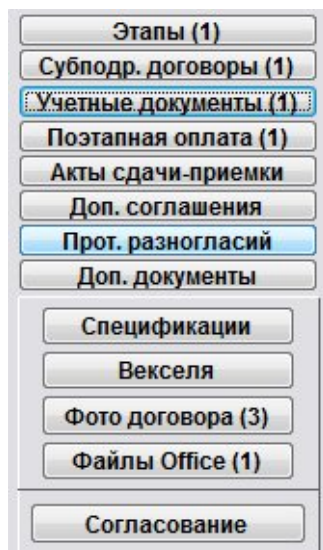 Этапы (1)
Субподр. договоры (1)
Учетные документы (1)
Поэтапная оплата (1)
Акты сдачи-приемки
Доп. соглашения
Прот. разногласий
Доп. документы
Спецификации
Векселя
Фото договора (3)
Файлы Office (1)
Согласование